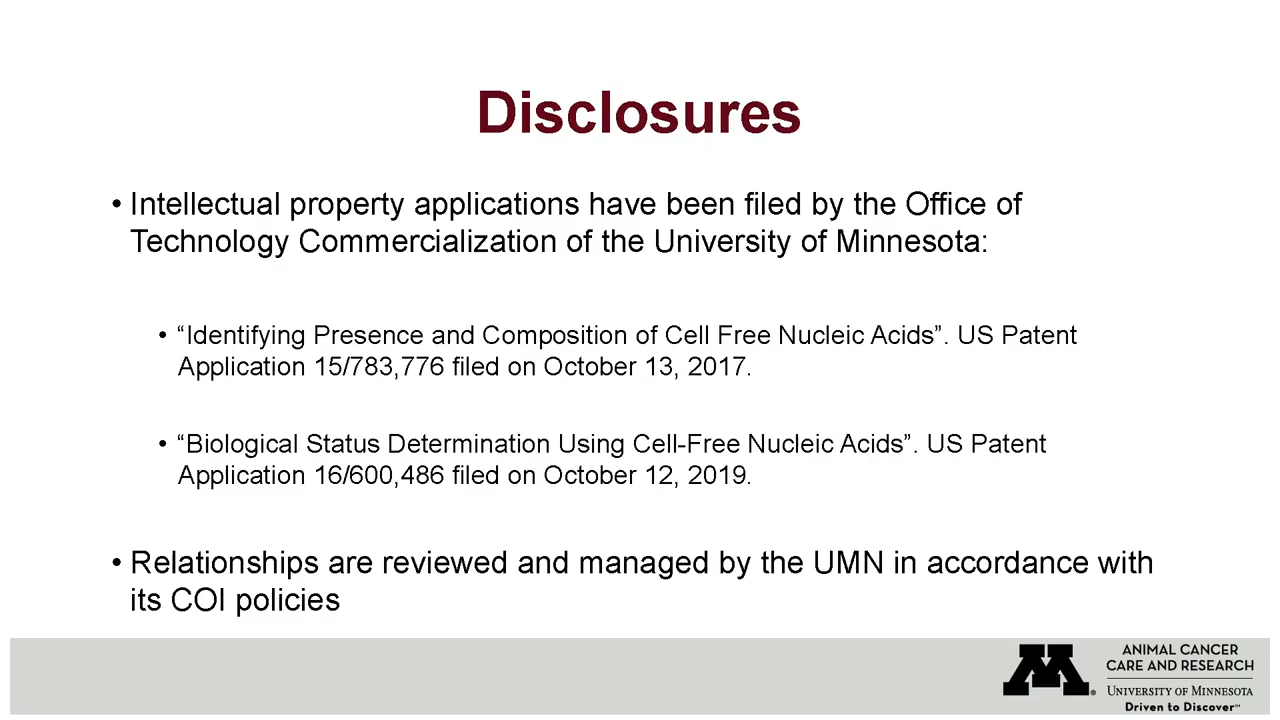 Disclosures
• Intellectual property applications have been filed by the Office of
Technology Commercialization of the University of Minnesota:
• “Identifying Presence and Composition of Cell Free Nucleic Acids”. US Patent
Application 15/783,776 filed on October 13, 2017.
• “Biological Status Determination Using Cell-Free Nucleic Acids”. US Patent
Application 16/600,486 filed on October 12, 2019.
• Relationships are reviewed and managed by the UMN in accordance with
its COI policies
M®
ANIMAL CANCER
CARE AND RESEARCH
UNIVERSITY OF MINNESOTA
Driven to Discover℠